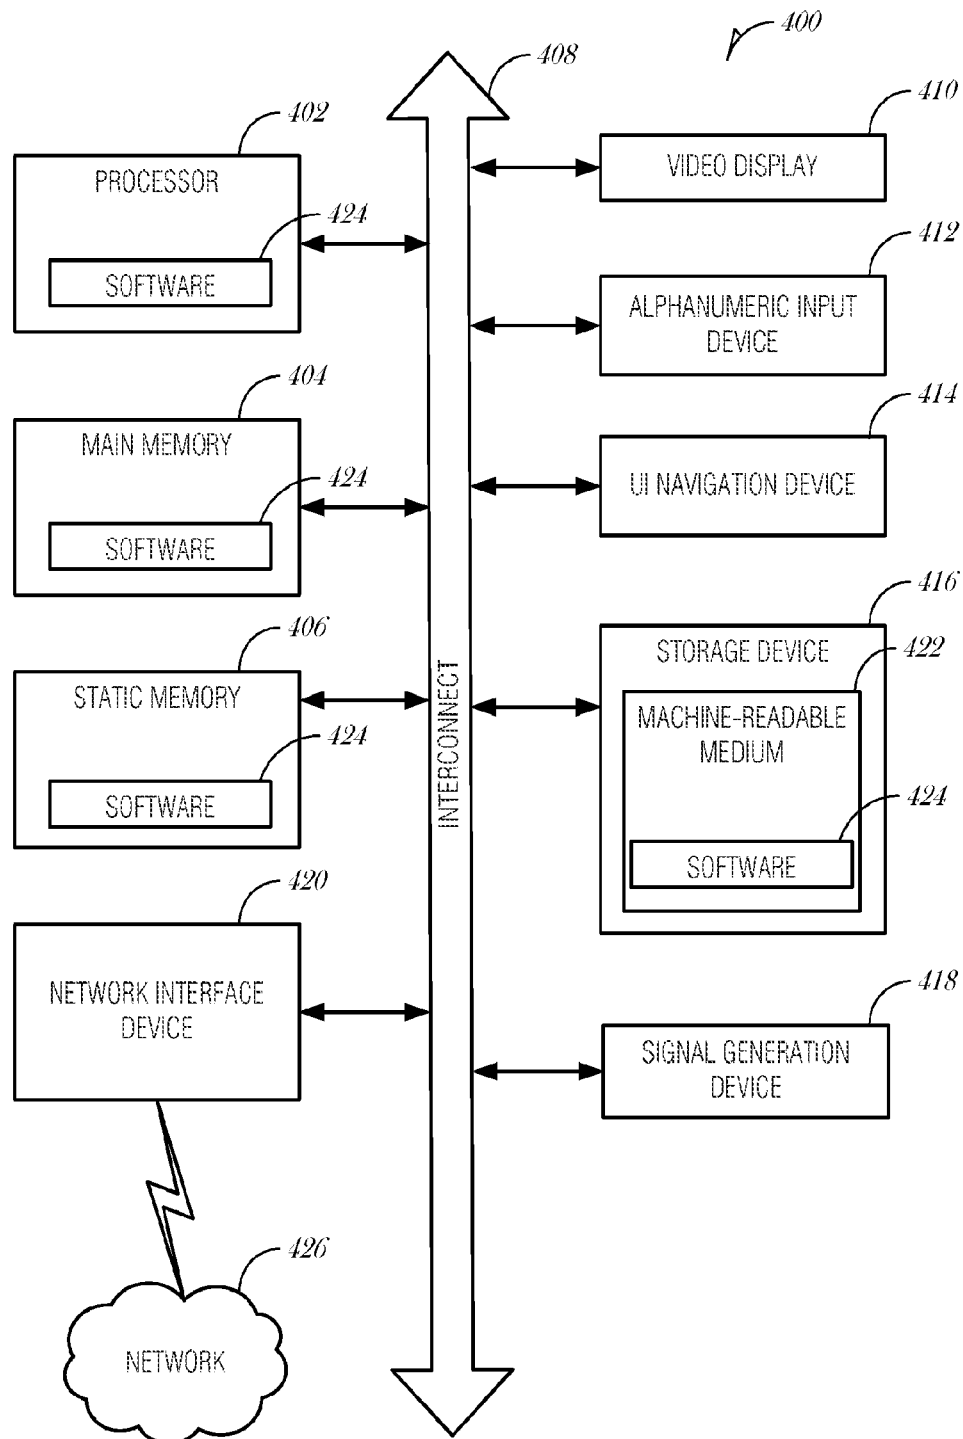 400
408
402
PROCESSOR
424
SOFTWARE
404
MAIN MEMORY
424
SOFTWARE
406
STATIC MEMORY
424
SOFTWARE
420
NETWORK INTERFACE
DEVICE
426
NETWORK
INTERCONNECT
410
VIDEO DISPLAY
412
ALPHANUMERIC INPUT
DEVICE
414
UI NAVIGATION DEVICE
416
STORAGE DEVICE
422
MACHINE-READABLE
MEDIUM
424
SOFTWARE
418
SIGNAL GENERATION
DEVICE